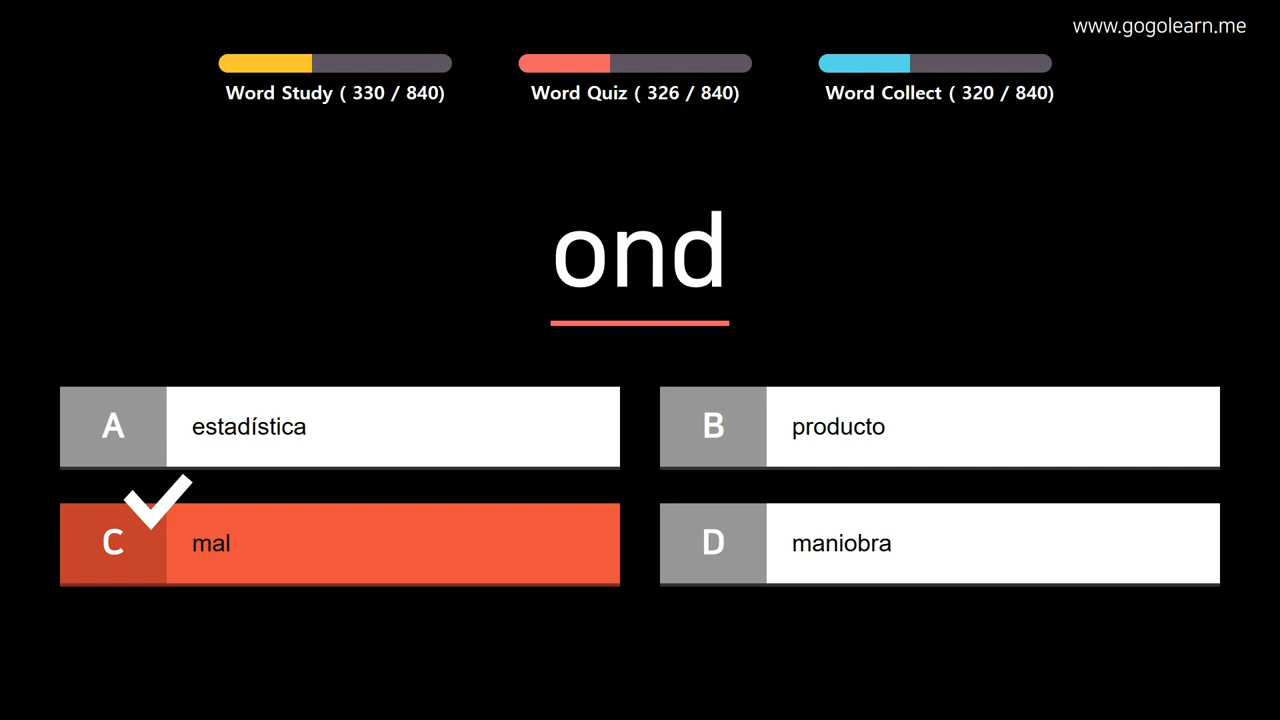 www.gogolearn.me
Word Study ( 330 / 840)
Word Quiz ( 326 / 840)
Word Collect ( 320 / 840)
ond
A estadística
B producto
C mal
D maniobra